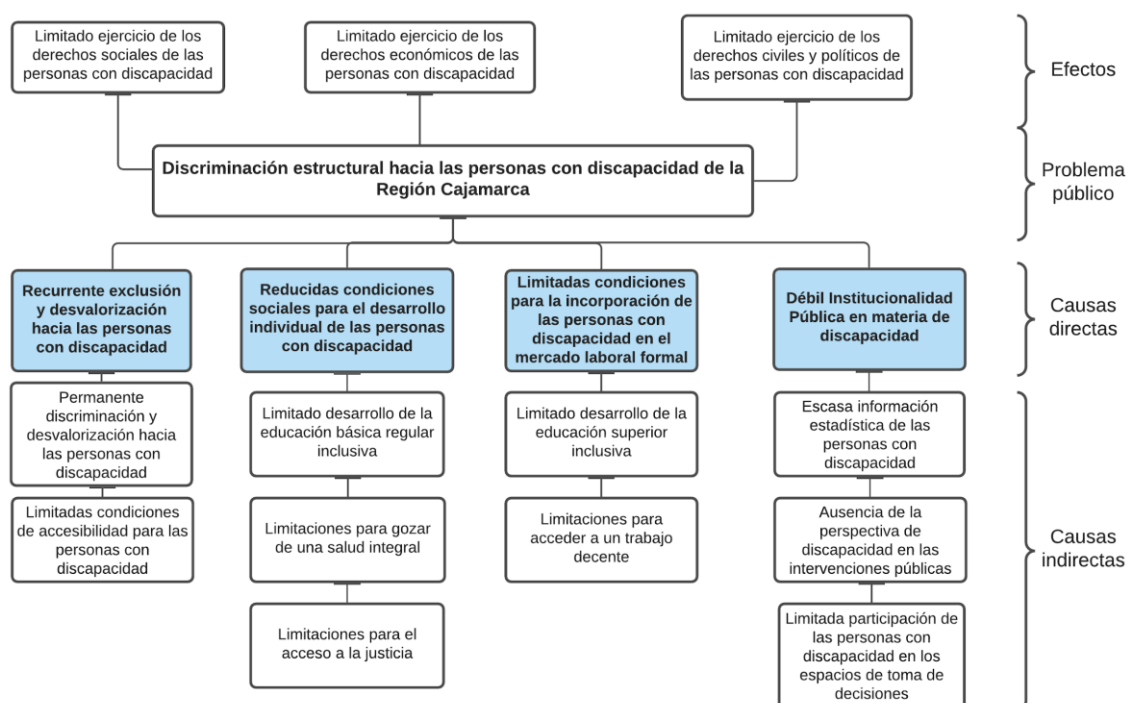 Limitado ejercicio de los
derechos sociales de las
personas con discapacidad
Limitado ejercicio de los
derechos económicos de las
personas con discapacidad
Limitado ejercicio de los
derechos civiles y políticos de
las personas con discapacidad
Efectos
Discriminación estructural hacia las personas con discapacidad de la
Región Cajamarca
Problema
público
Recurrente exclusión
y desvalorización
hacia las personas
con discapacidad
Reducidas condiciones
sociales para el desarrollo
individual de las personas
con discapacidad
Limitadas condiciones
para la incorporación de
las personas con
discapacidad en el
mercado laboral formal
Débil Institucionalidad
Pública en materia de
discapacidad
Causas
directas
Permanente
discriminación y
desvalorización hacia
las personas con
discapacidad
Limitado desarrollo de la
educación básica regular
inclusiva
Limitado desarrollo de la
educación superior
inclusiva
Escasa información
estadística de las
personas con
discapacidad
Limitadas condiciones
de accesibilidad para las
personas con
discapacidad
Limitaciones para gozar
de una salud integral
Limitaciones para
acceder a un trabajo
decente
Ausencia de la
perspectiva de
discapacidad en las
intervenciones públicas
Causas
indirectas
Limitaciones para el
acceso a la justicia
Limitada participación de
las personas con
discapacidad en los
espacios de toma de
decisiones